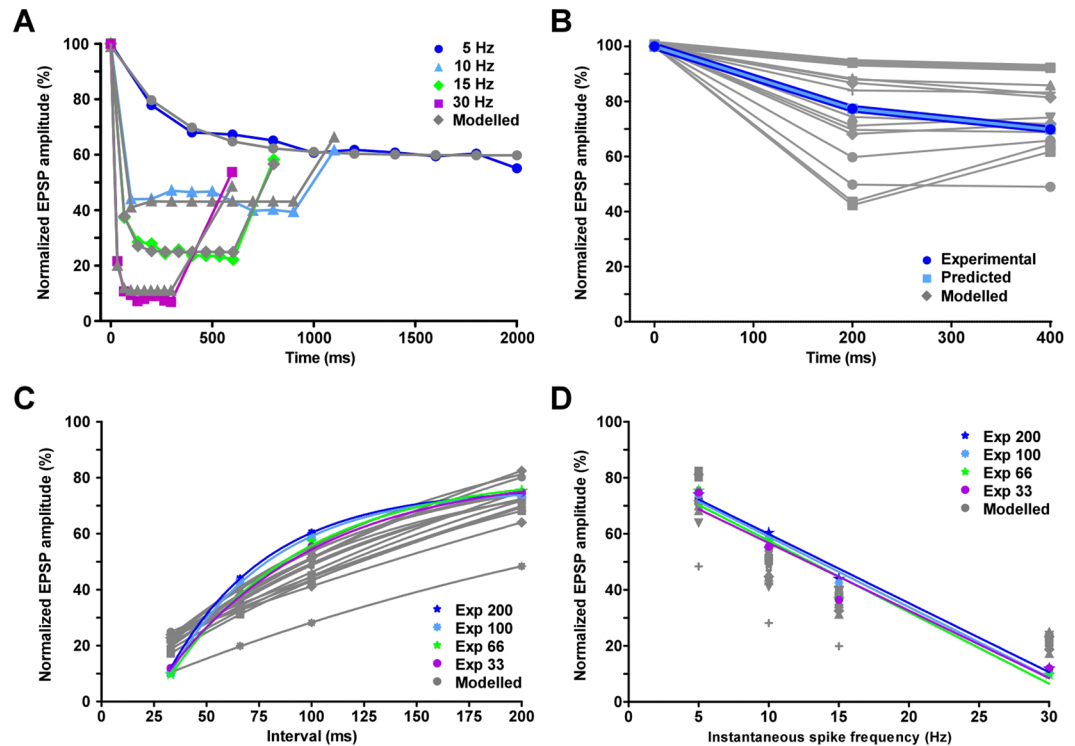 A
Normalized EPSP amplitude (%)
100
80
60
40
20
0
0
500
1000
1500
2000
Time (ms)
5 Hz
10 Hz
15 Hz
30 Hz
Modelled
B
Normalized EPSP amplitude (%)
100
80
60
40
20
0
0
100
200
300
400
Time (ms)
Experimental
Predicted
Modelled
C
Normalized EPSP amplitude (%)
100
80
60
40
20
0
0
25
50
75
100
125
150
175
200
Interval (ms)
Exp 200
Exp 100
Exp 66
Exp 33
Modelled
D
Normalized EPSP amplitude (%)
100
80
60
40
20
0
0
5
10
15
20
25
30
Instantaneous spike frequency (Hz)
Exp 200
Exp 100
Exp 66
Exp 33
Modelled